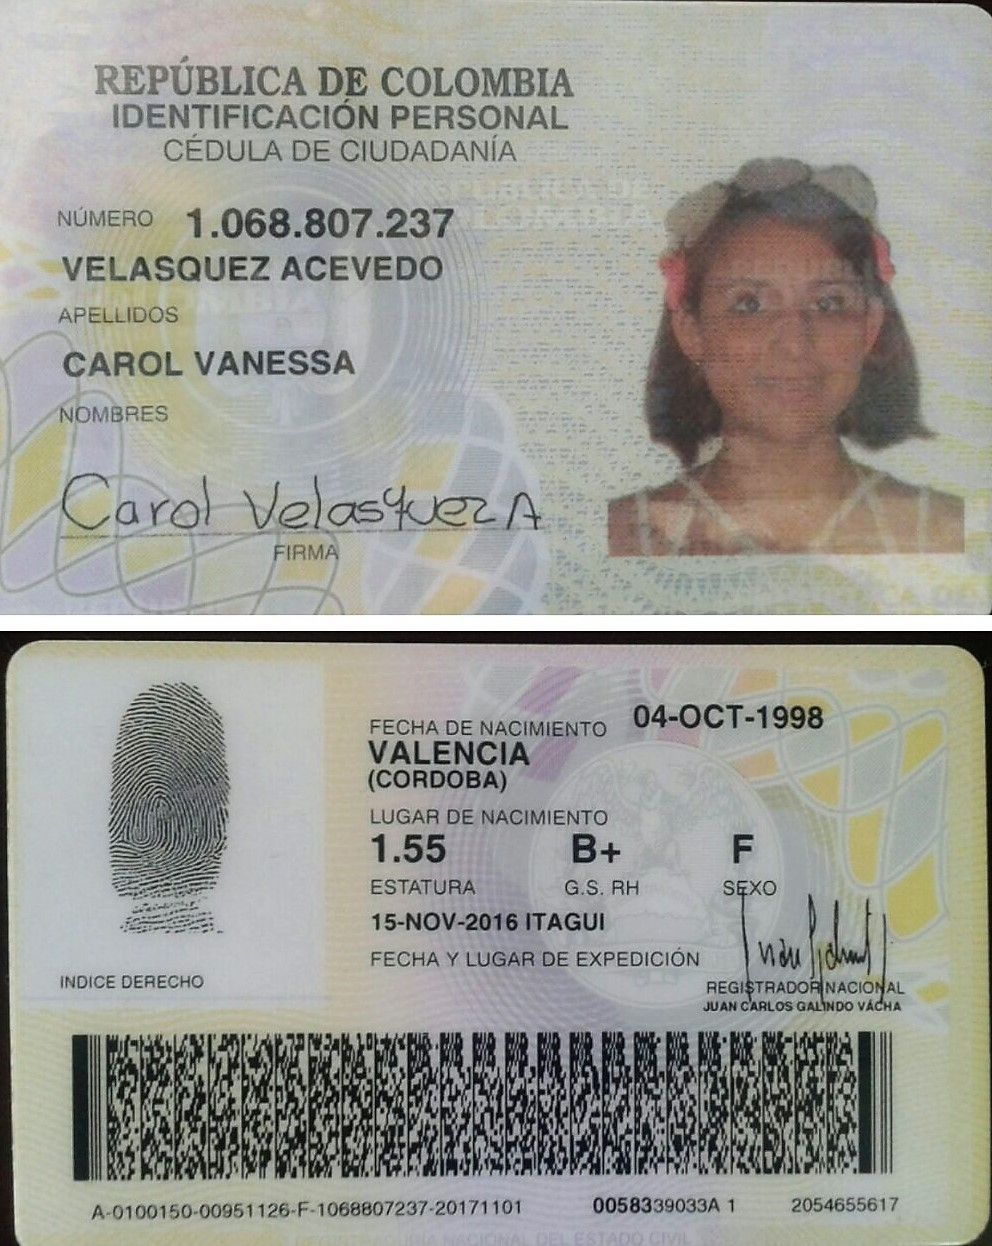 REPÚBLICA DE COLOMBIA
IDENTIFICACIÓN PERSONAL
CÉDULA DE CIUDADANÍA
NÚMERO 1.068.807.237
VELASQUEZ ACEVEDO
APELLIDOS
CAROL VANESSA
NOMBRES
Carol Velasquez A
FIRMA
FECHA DE NACIMIENTO 04-OCT-1998
VALENCIA
(CORDOBA)
LUGAR DE NACIMIENTO
1.55 B+ F
ESTATURA G.S. RH SEXO
15-NOV-2016 ITAGUI
FECHA Y LUGAR DE EXPEDICIÓN
INDICE DERECHO
REGISTRADOR NACIONAL
JUAN CARLOS GALINDO VÁCHA
A-0100150-00951126-F-1068807237-20171101 0058339033A 1 2054655617
REGISTRADURÍA NACIONAL DEL ESTADO CIVIL